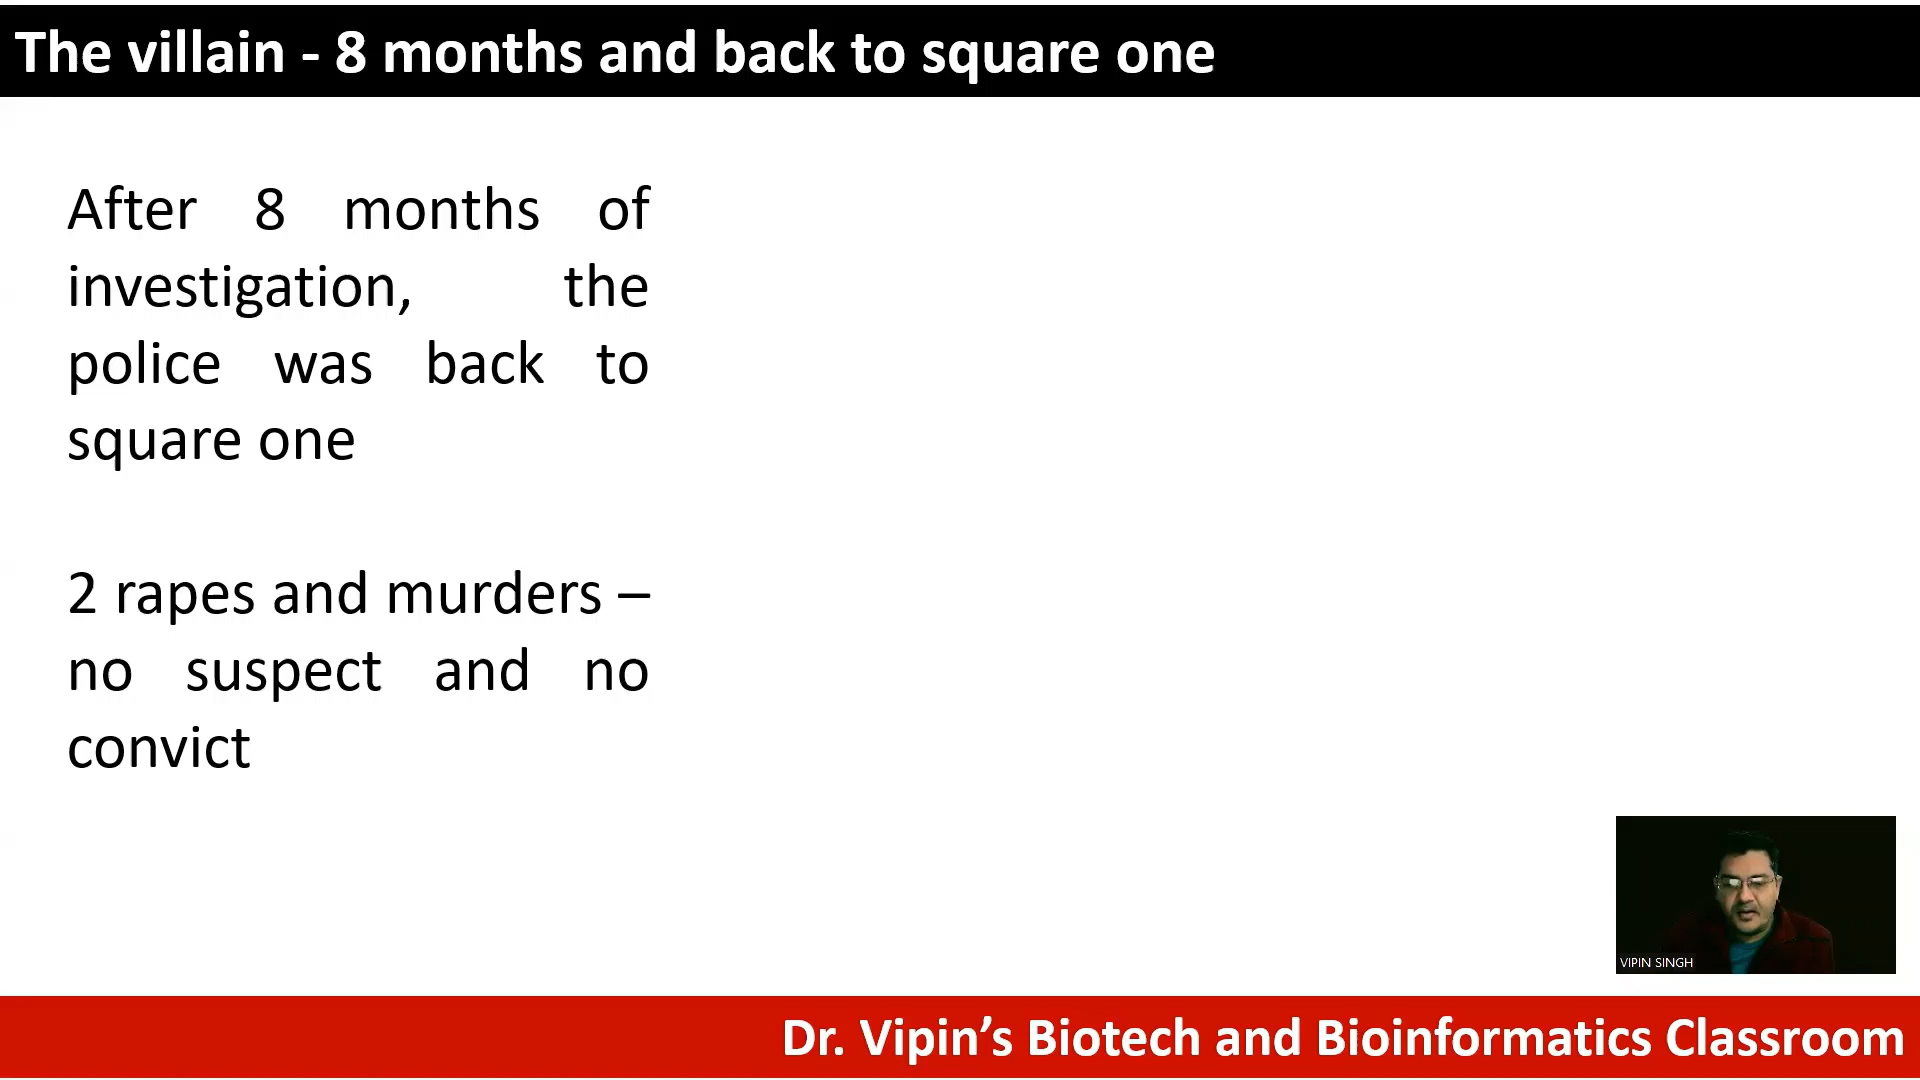 The villain - 8 months and back to square one
After 8 months of
investigation, the
police was back to
square one
2 rapes and murders –
no suspect and no
convict
VIPIN SINGH
Dr. Vipin’s Biotech and Bioinformatics Classroom